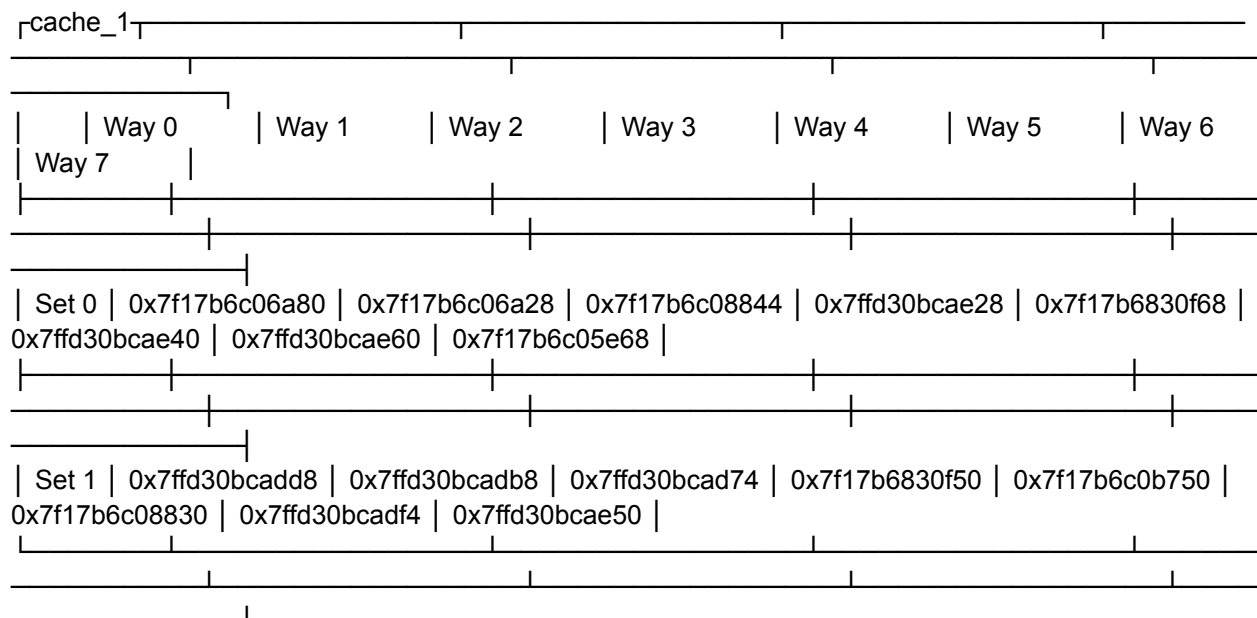 ┌cache_1┬────────────────┬────────────────┬────────────────┬───────
─────────┬────────────────┬────────────────┬────────────────┬─────
───────────┐
│ │ Way 0 │ Way 1 │ Way 2 │ Way 3 │ Way 4 │ Way 5 │ Way 6
│ Way 7 │
├───────┼────────────────┼────────────────┼────────────────┼──────
──────────┼────────────────┼────────────────┼────────────────┼────
────────────┤
│ Set 0 │ 0x7f17b6c06a80 │ 0x7f17b6c06a28 │ 0x7f17b6c08844 │ 0x7ffd30bcae28 │ 0x7f17b6830f68 │
0x7ffd30bcae40 │ 0x7ffd30bcae60 │ 0x7f17b6c05e68 │
├───────┼────────────────┼────────────────┼────────────────┼──────
──────────┼────────────────┼────────────────┼────────────────┼────
────────────┤
│ Set 1 │ 0x7ffd30bcadd8 │ 0x7ffd30bcadb8 │ 0x7ffd30bcad74 │ 0x7f17b6830f50 │ 0x7f17b6c0b750 │
0x7f17b6c08830 │ 0x7ffd30bcadf4 │ 0x7ffd30bcae50 │
└───────┴────────────────┴────────────────┴────────────────┴──────
──────────┴────────────────┴────────────────┴────────────────┴────
────────────┘